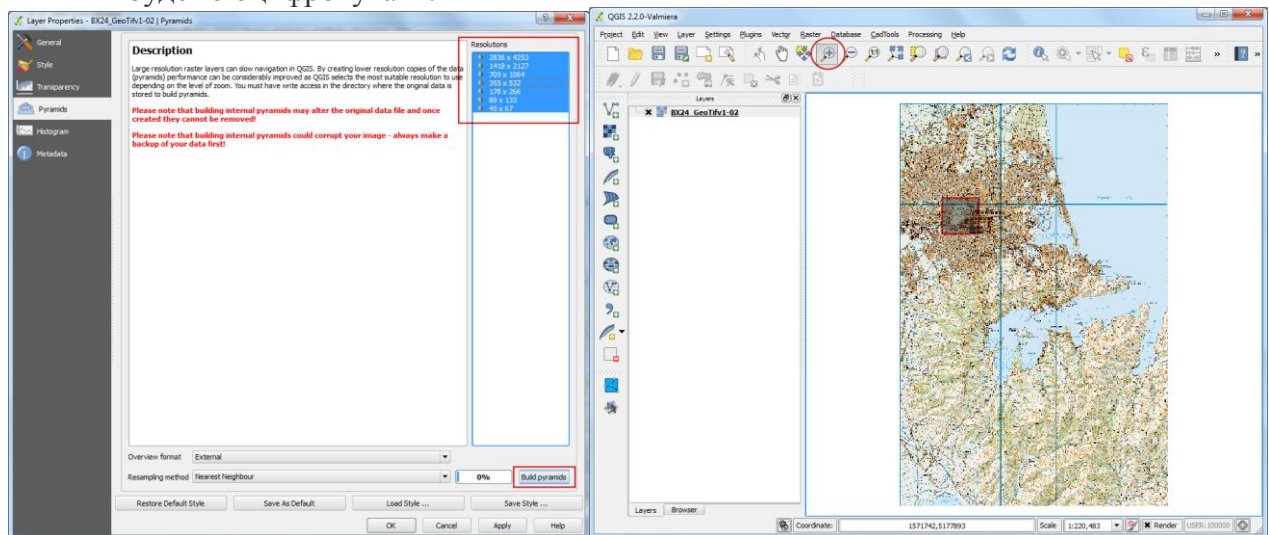 Layer Properties - BX24_GeoTifv1-02 | Pyramids
General
Style
Transparency
Pyramids
Histogram
Metadata
Description
Large resolution raster layers can slow navigation in QGIS. By creating lower resolution copies of the data
(pyramids) performance can be considerably improved as QGIS selects the most suitable resolution to use
depending on the level of zoom. You must have write access in the directory where the original data is
stored to build pyramids.
Please note that building internal pyramids may alter the original data file and once
created they cannot be removed!
Please note that building internal pyramids could corrupt your image - always make a
backup of your data first!
Resolutions
2836 x 4253
1418 x 2127
709 x 1064
355 x 532
178 x 266
89 x 133
45 x 67
Overview format External
Resampling method Nearest Neighbour 0% Build pyramids
Restore Default Style Save As Default Load Style ... Save Style ...
OK Cancel Apply Help
QGIS 2.2.0-Valmiera
Project Edit View Layer Settings Plugins Vector Raster Database CadTools Processing Help
Layers
BX24_GeoTifv1-02
Layers Browser
Coordinate: 1571742,5177893 Scale 1:220,483 Render USER:100000